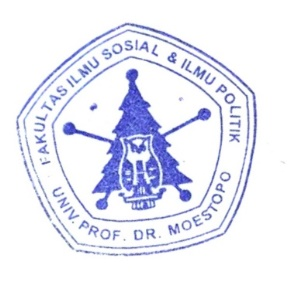 FAKULTAS ILMU SOSIAL & ILMU POLITIK
UNIV. PROF. DR. MOESTOPO